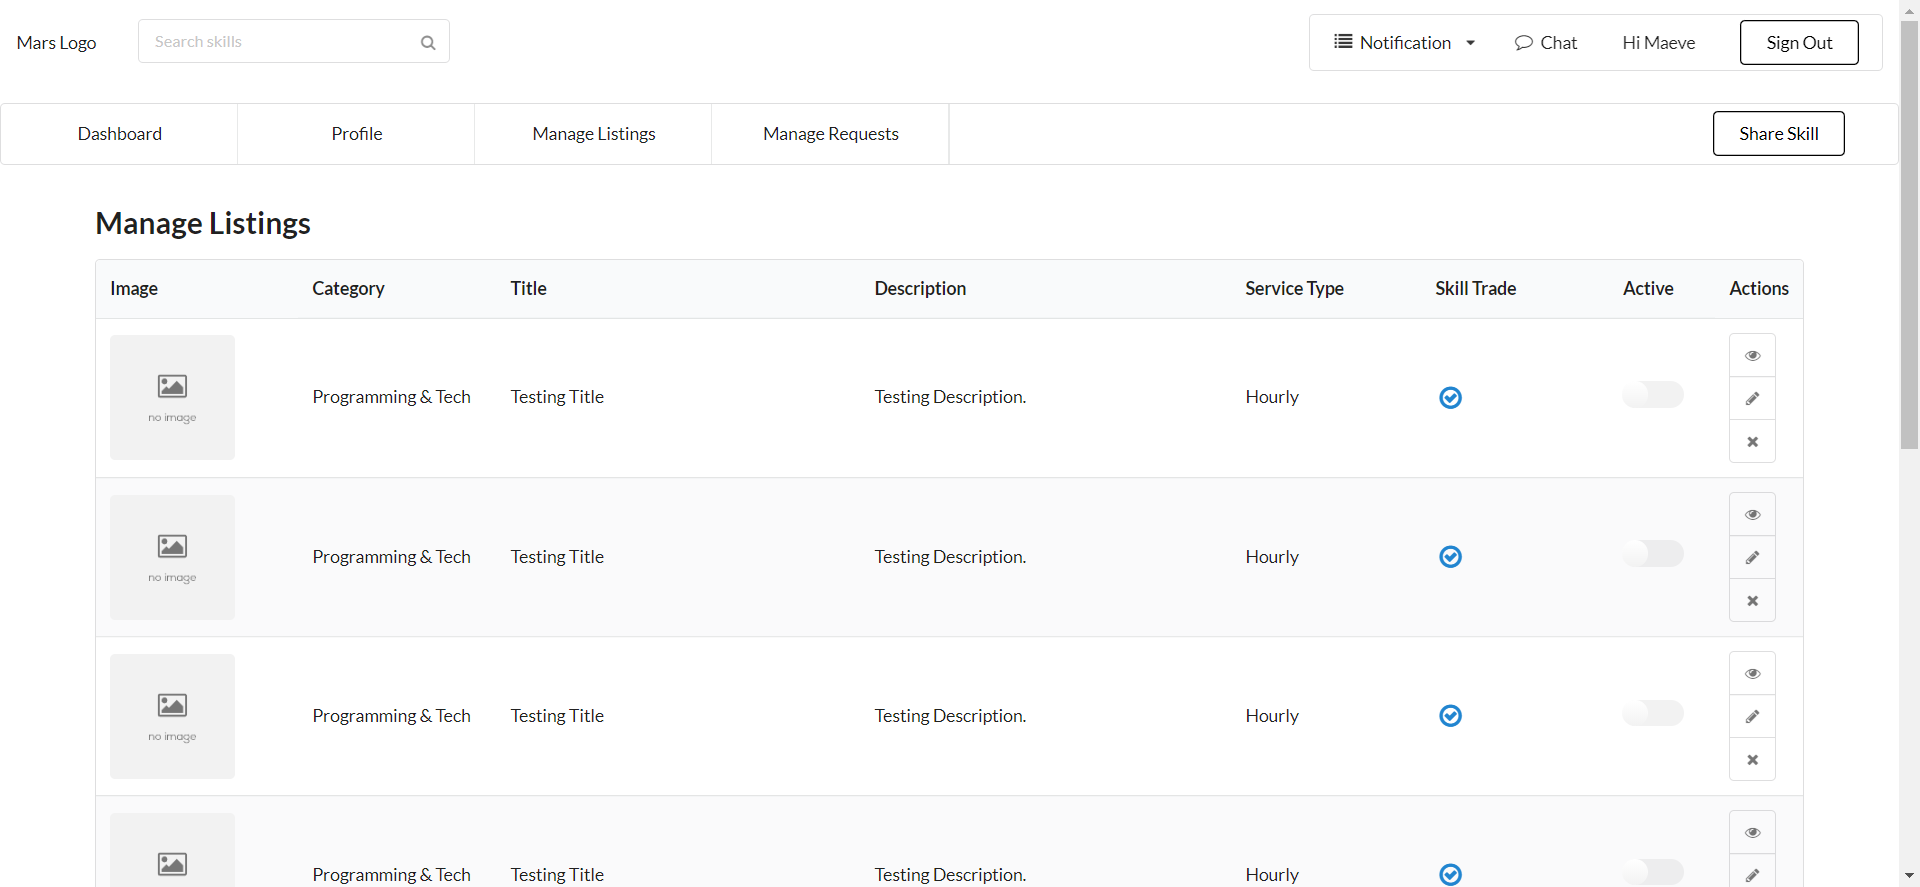 Mars Logo Search skills Notification Chat Hi Maeve Sign Out
Dashboard Profile Manage Listings Manage Requests Share Skill
Manage Listings
Image Category Title Description Service Type Skill Trade Active Actions
no image Programming & Tech Testing Title Testing Description. Hourly
no image Programming & Tech Testing Title Testing Description. Hourly
no image Programming & Tech Testing Title Testing Description. Hourly
Programming & Tech Testing Title Testing Description. Hourly